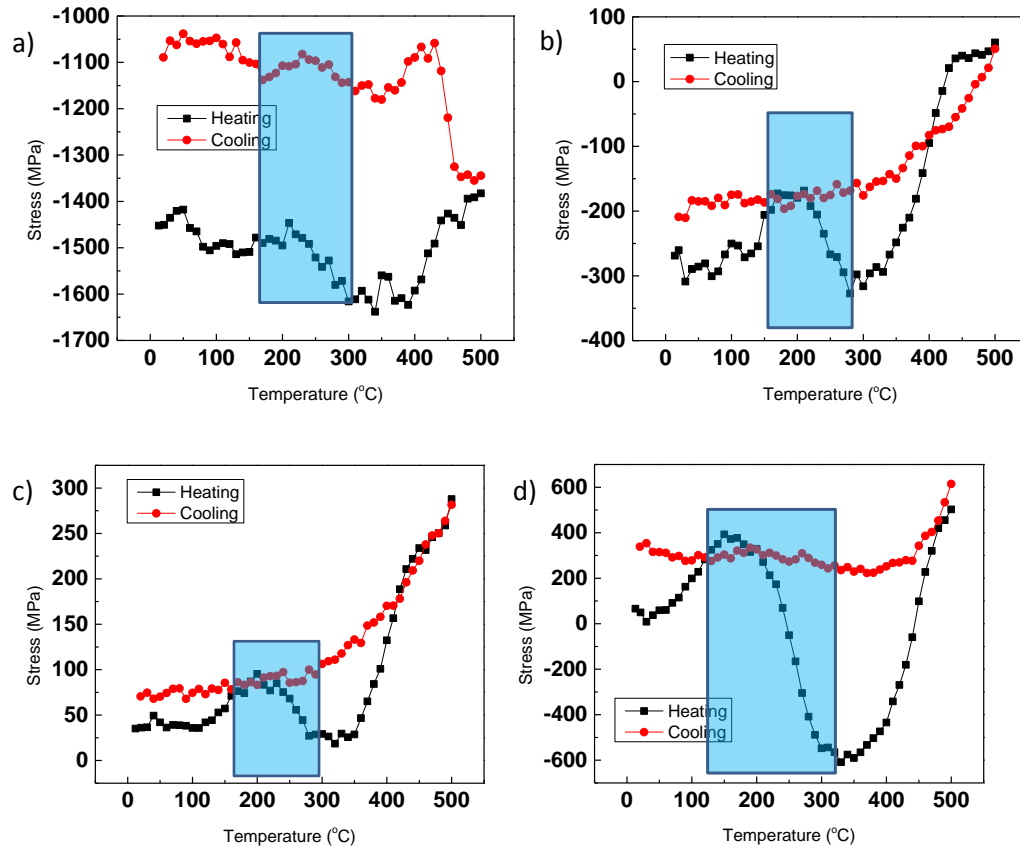 a)
-1000
-1100
-1200
-1300
-1400
-1500
-1600
-1700
Stress (MPa)
Heating
Cooling
0 100 200 300 400 500
Temperature (°C)
b)
100
0
-100
-200
-300
-400
Stress (MPa)
Heating
Cooling
0 100 200 300 400 500
Temperature (°C)
c)
300
250
200
150
100
50
0
Stress (MPa)
Heating
Cooling
0 100 200 300 400 500
Temperature (°C)
d)
600
400
200
0
-200
-400
-600
Stress (MPa)
Heating
Cooling
0 100 200 300 400 500
Temperature (°C)